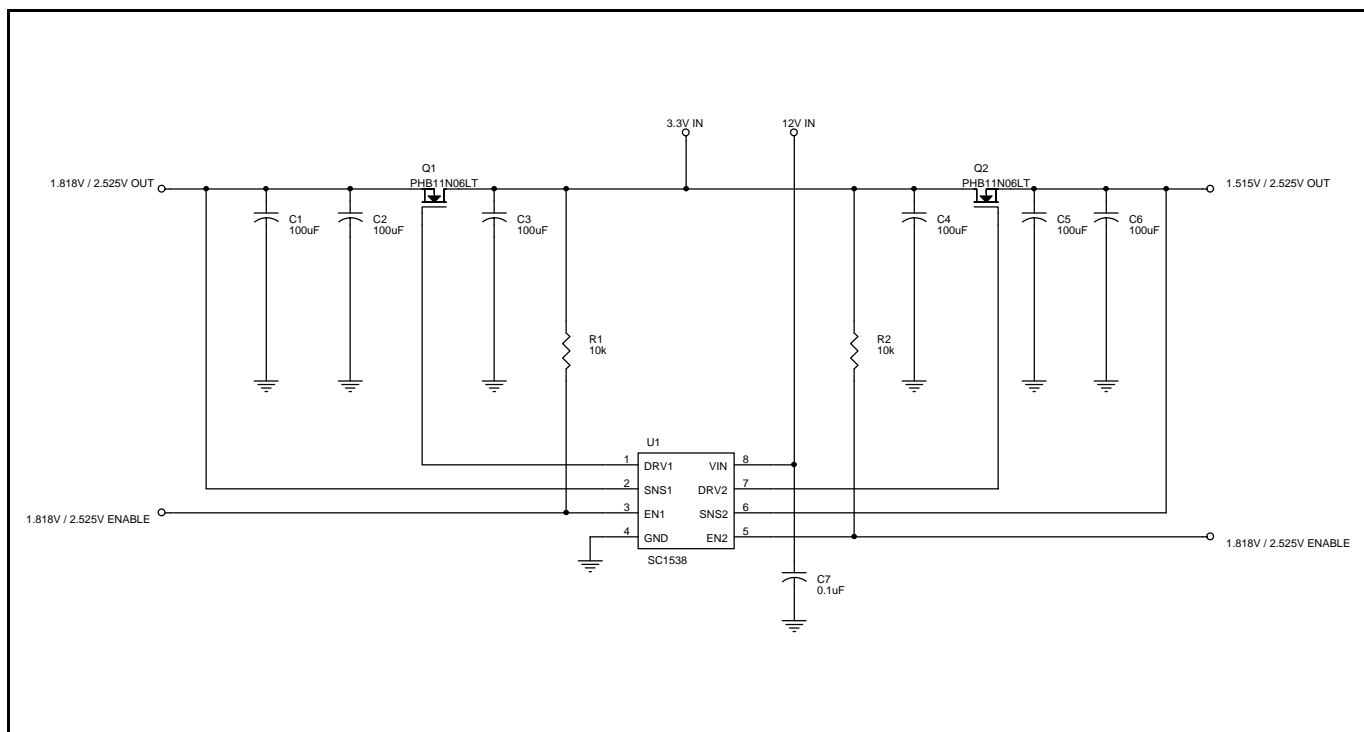 3.3V IN
12V IN
Q1
PHB11N06LT
Q2
PHB11N06LT
1.818V / 2.525V OUT
1.515V / 2.525V OUT
C1
100uF
C2
100uF
C3
100uF
C4
100uF
C5
100uF
C6
100uF
R1
10k
R2
10k
U1
1
DRV1
VIN
8
2
SNS1
DRV2
7
3
EN1
SNS2
6
4
GND
EN2
5
SC1538
1.818V / 2.525V ENABLE
1.818V / 2.525V ENABLE
C7
0.1uF